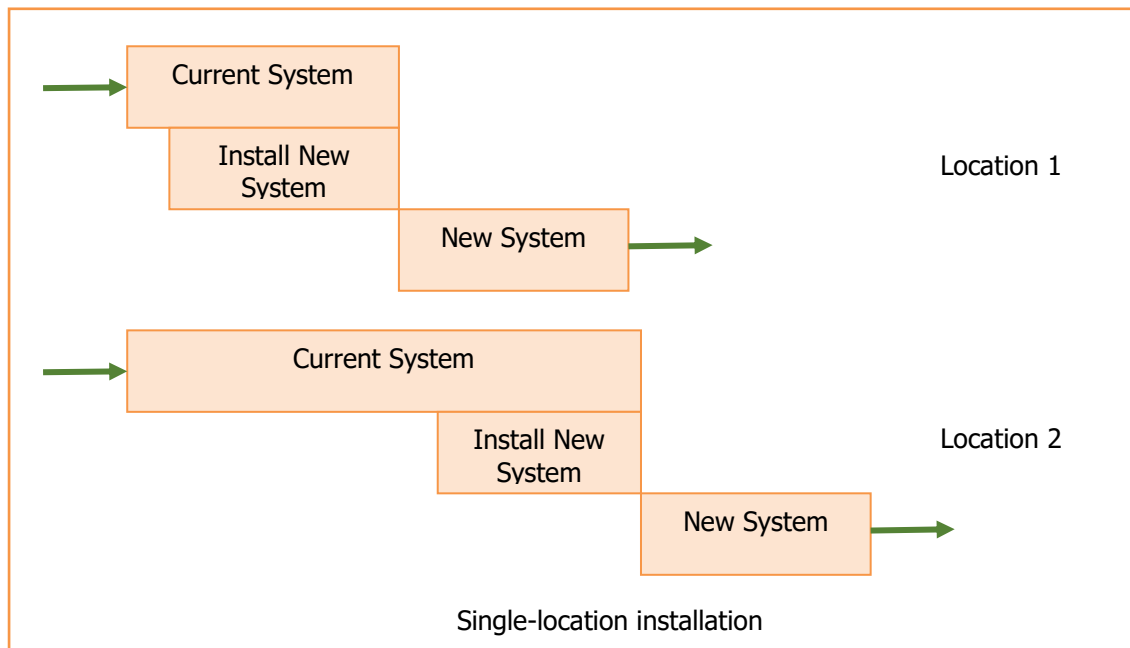 Current System
Install New
System
Location 1
New System
Current System
Install New
System
Location 2
New System
Single-location installation